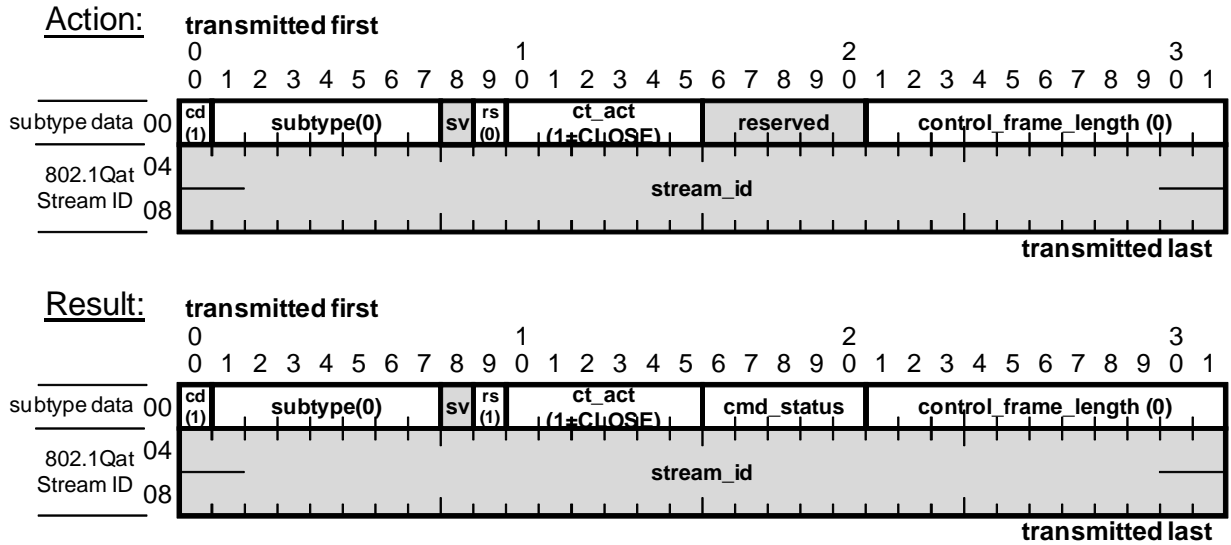 Action:
transmitted first
0 1 2 3
0 1 2 3 4 5 6 7 8 9 0 1 2 3 4 5 6 7 8 9 0 1 2 3 4 5 6 7 8 9 0 1
subtype data 00 cd (1) subtype(0) sv rs (0) ct_act (1=CLOSE) reserved control_frame_length (0)
802.1Qat Stream ID 04 08 stream_id
transmitted last
Result:
transmitted first
0 1 2 3
0 1 2 3 4 5 6 7 8 9 0 1 2 3 4 5 6 7 8 9 0 1 2 3 4 5 6 7 8 9 0 1
subtype data 00 cd (1) subtype(0) sv rs (1) ct_act (1=CLOSE) cmd_status control_frame_length (0)
802.1Qat Stream ID 04 08 stream_id
transmitted last